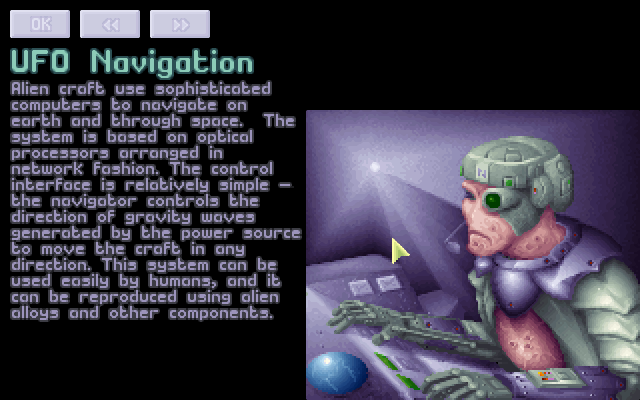 OK << >>
UFO Navigation
Alien craft use sophisticated
computers to navigate on
earth and through space.  The
system is based on optical
processors arranged in
network fashion. The control
interface is relatively simple –
the navigator controls the
direction of gravity waves
generated by the power source
to move the craft in any
direction. This system can be
used easily by humans, and it
can be reproduced using alien
alloys and other components.